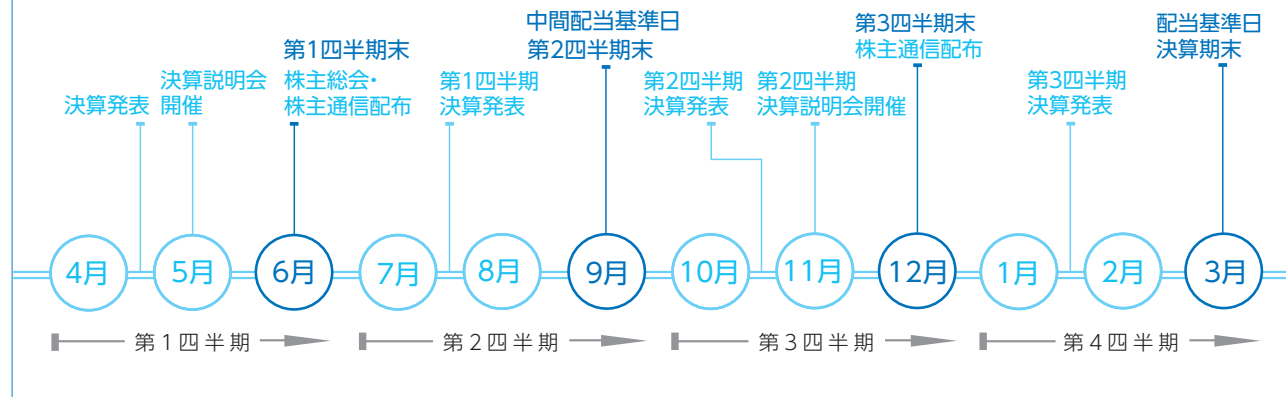 決算発表
決算説明会
開催
第1四半期末
株主総会・
株主通信配布
第1四半期
決算発表
中間配当基準日
第2四半期末
第2四半期
決算発表
第2四半期
決算説明会開催
第3四半期末
株主通信配布
第3四半期
決算発表
配当基準日
決算期末
4月
5月
6月
7月
8月
9月
10月
11月
12月
1月
2月
3月
第1四半期
第2四半期
第3四半期
第4四半期